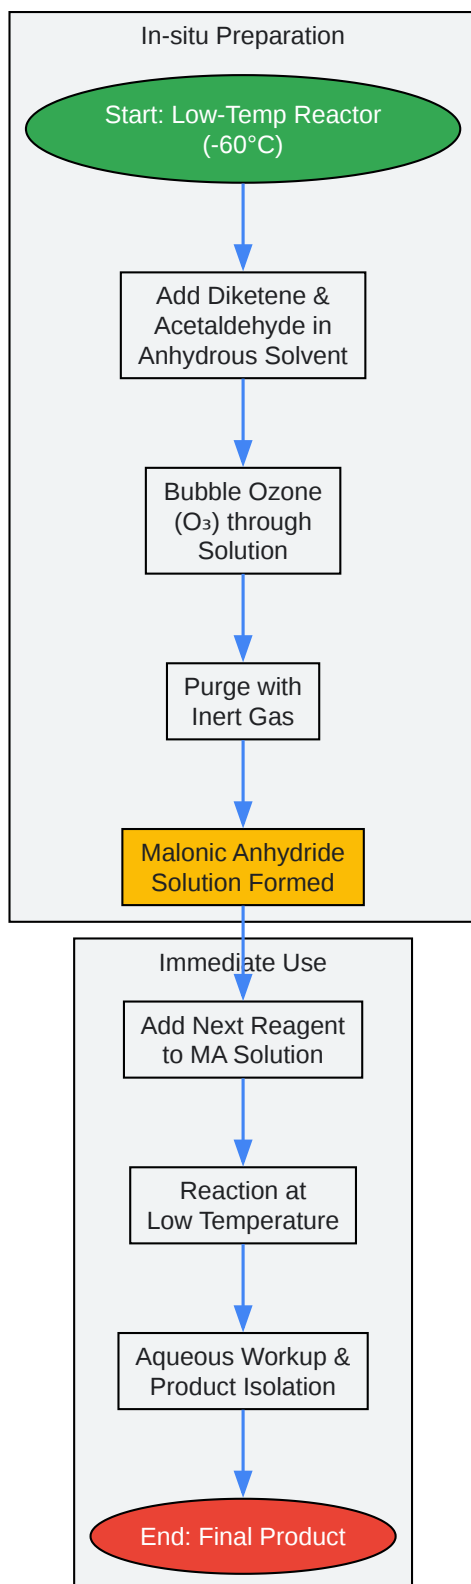 In-situ Preparation
Start: Low-Temp Reactor
(-60°C)
Add Diketene &
Acetaldehyde in
Anhydrous Solvent
Bubble Ozone
(O₃) through
Solution
Purge with
Inert Gas
Malonic Anhydride
Solution Formed
Immediate Use
Add Next Reagent
to MA Solution
Reaction at
Low Temperature
Aqueous Workup &
Product Isolation
End: Final Product